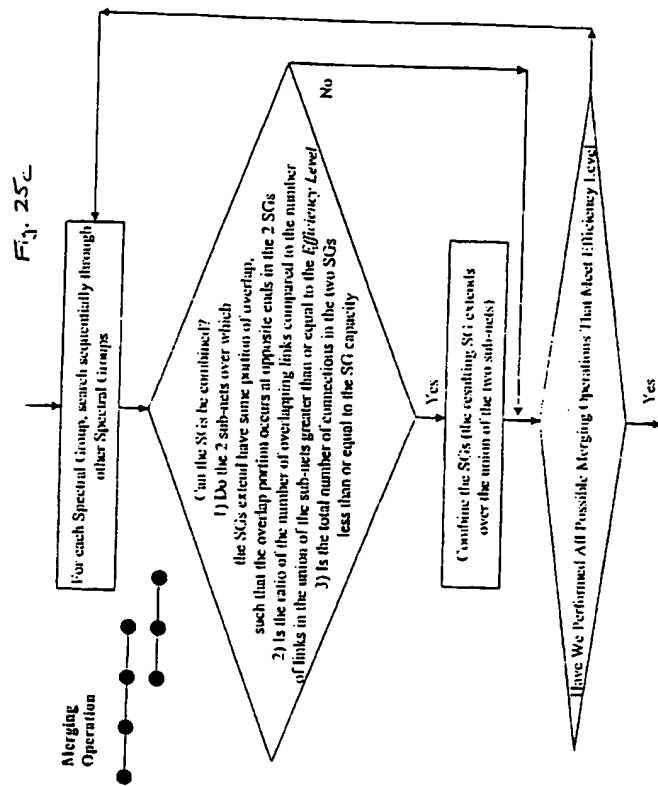 Fig. 25c
Merging
Operation
For each Spectral Group, search sequentially through
other Spectral Groups
Can the SGs be combined?
1) Do the 2 sub-nets over which
the SGs extend have some portion of overlap,
such that the overlap portion occurs at opposite ends in the 2 SGs
2) Is the ratio of the number of overlapping links compared to the number
of links in the union of the sub-nets greater than or equal to the Efficiency Level
3) Is the total number of connections in the two SGs
less than or equal to the SG capacity
No
Yes
Combine the SGs (the resulting SG extends
over the union of the two sub-nets)
Have We Performed All Possible Merging Operations That Meet Efficiency Level
Yes